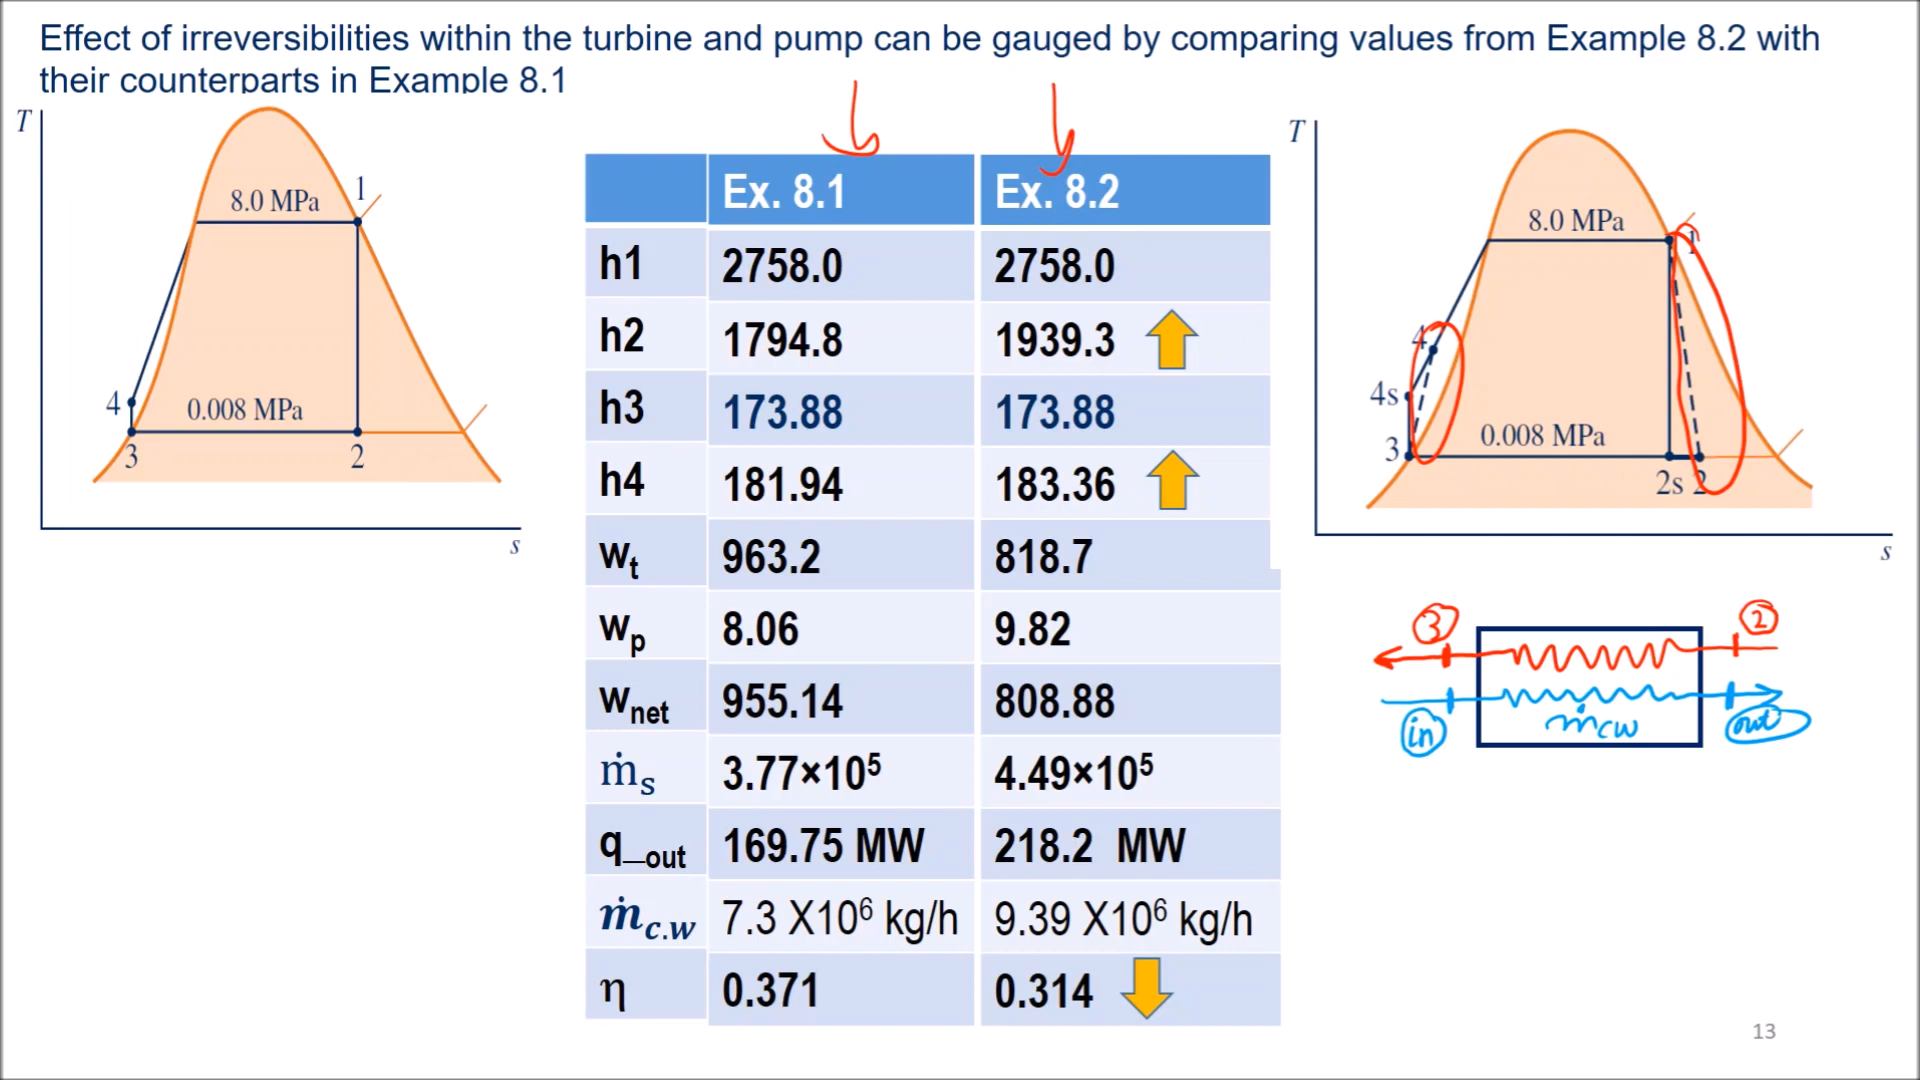 Effect of irreversibilities within the turbine and pump can be gauged by comparing values from Example 8.2 with
their counterparts in Example 8.1
T
8.0 MPa
1
4
0.008 MPa
3
2
s
Ex. 8.1 Ex. 8.2
h1 2758.0 2758.0
h2 1794.8 1939.3
h3 173.88 173.88
h4 181.94 183.36
wₜ 963.2 818.7
wₚ 8.06 9.82
w_net 955.14 808.88
ṁₛ 3.77×10⁵ 4.49×10⁵
q_out 169.75 MW 218.2 MW
ṁ_c.w 7.3 X10⁶ kg/h 9.39 X10⁶ kg/h
η 0.371 0.314
T
8.0 MPa
1
4
4s
0.008 MPa
3
2s 2
s
3 2
in ṁcw out
13